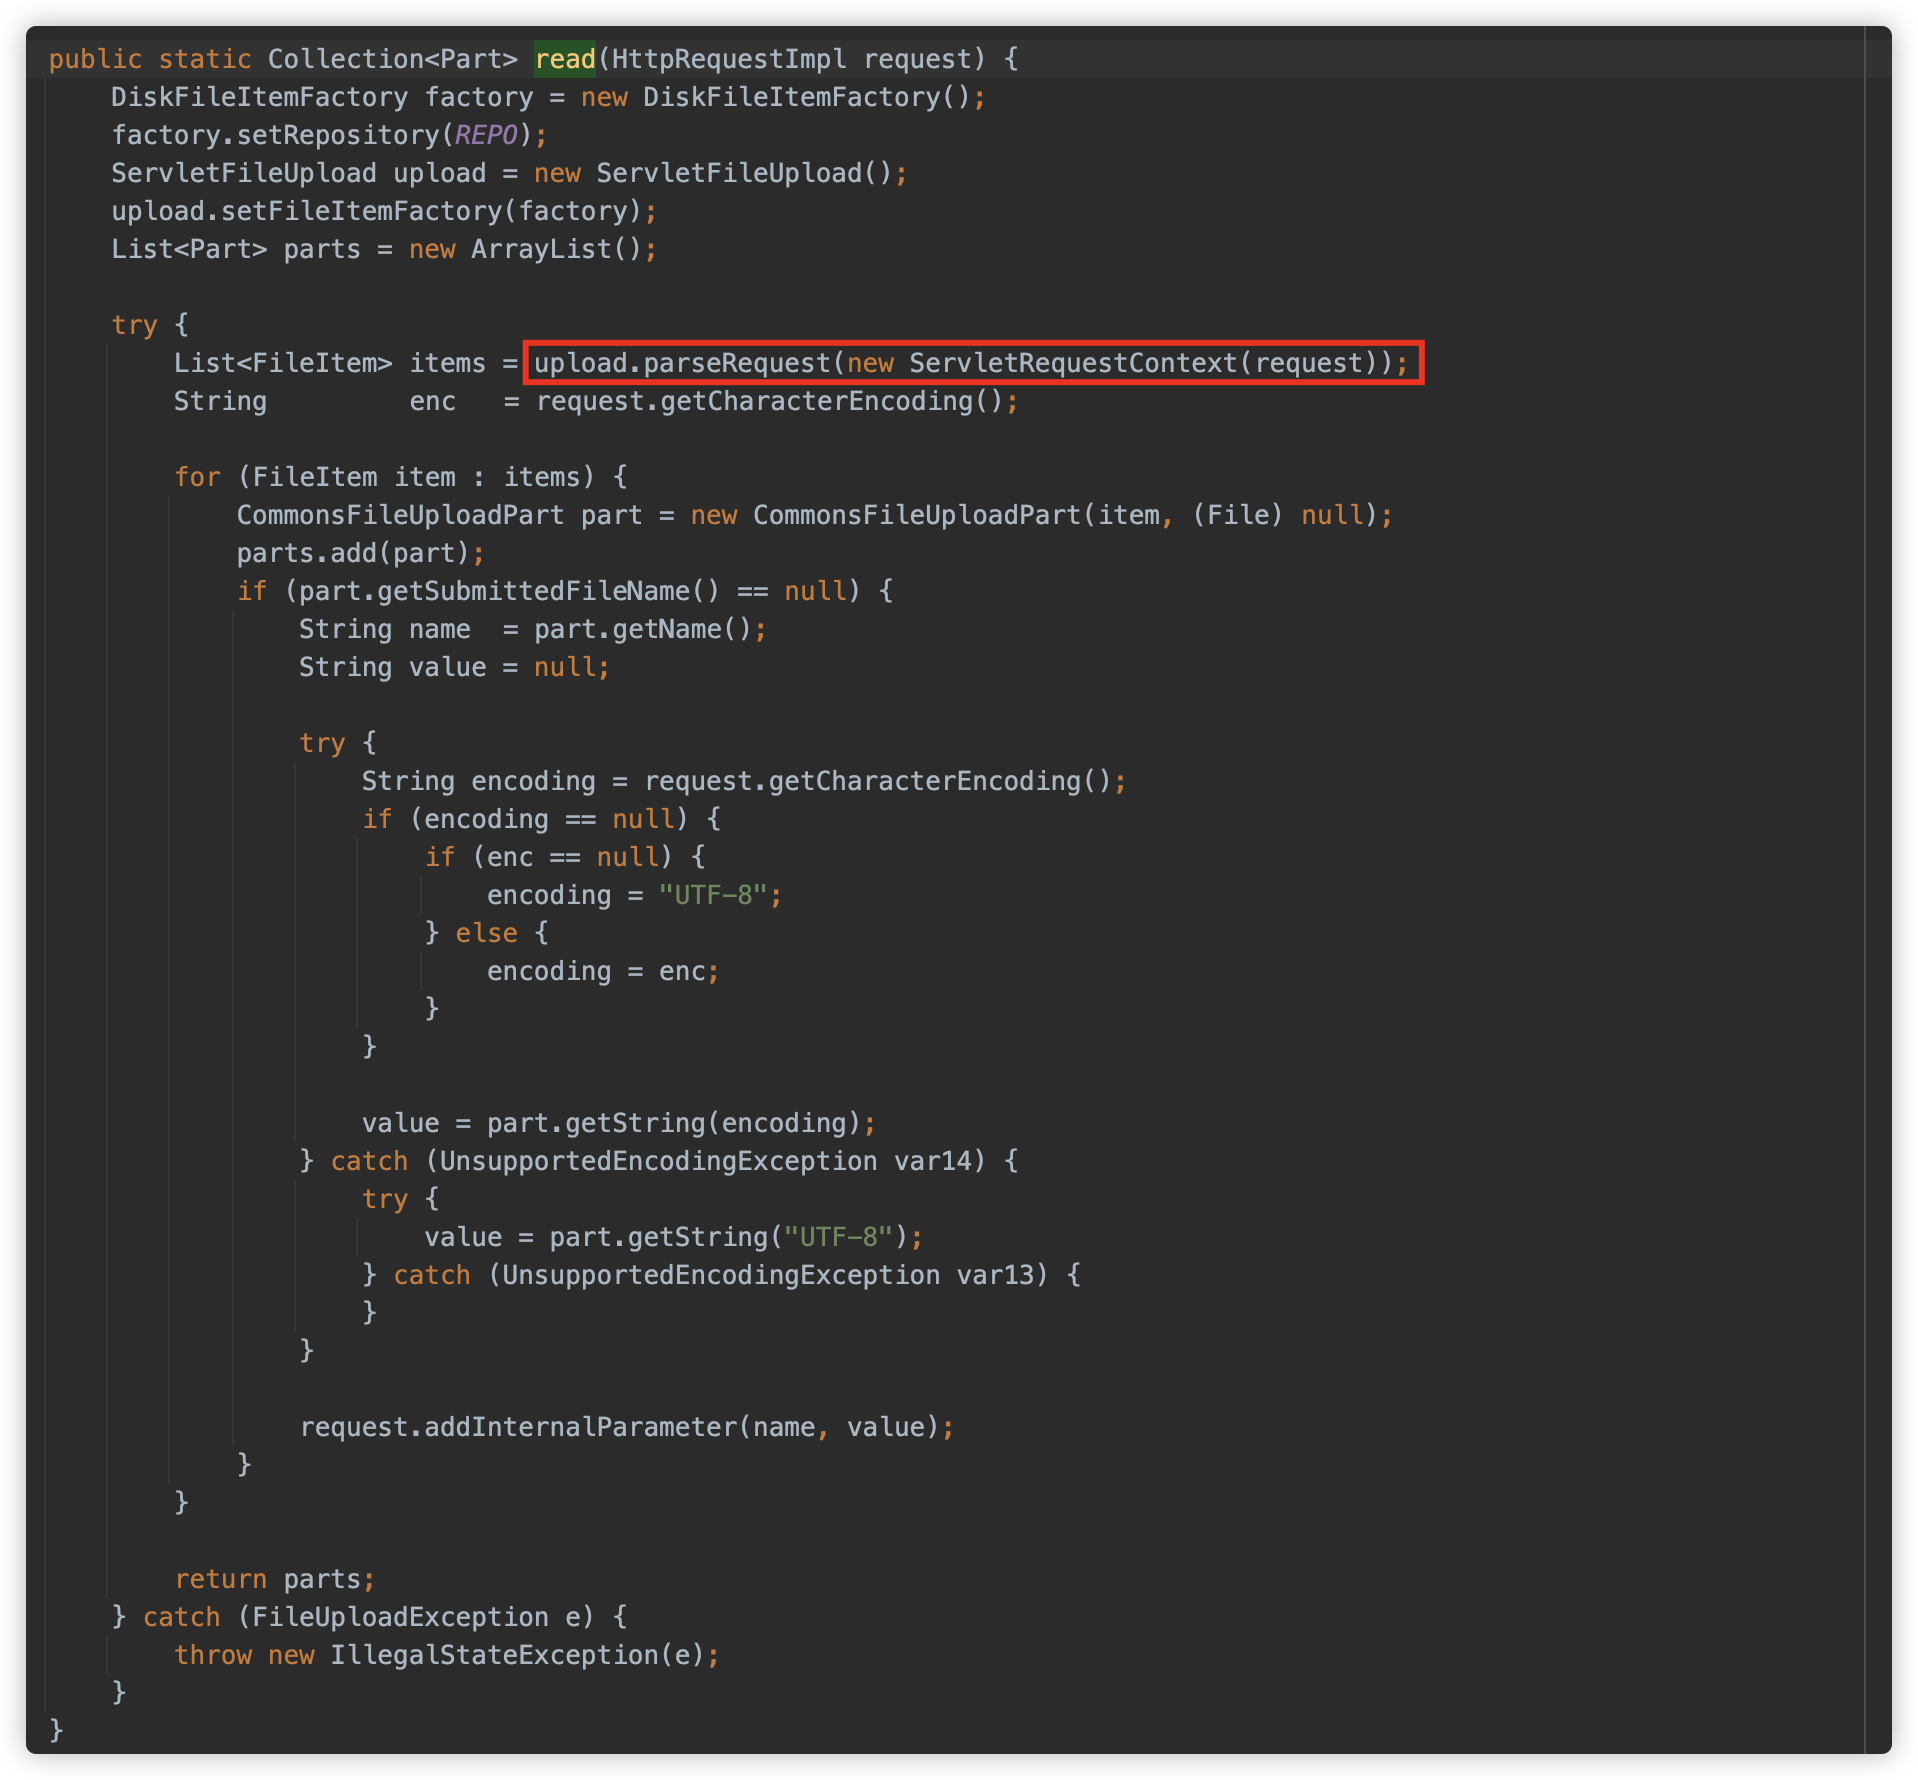 public static Collection<Part> read(HttpRequestImpl request) {
    DiskFileItemFactory factory = new DiskFileItemFactory();
    factory.setRepository(REPO);
    ServletFileUpload upload = new ServletFileUpload();
    upload.setFileItemFactory(factory);
    List<Part> parts = new ArrayList();

    try {
        List<FileItem> items = upload.parseRequest(new ServletRequestContext(request));
        String         enc   = request.getCharacterEncoding();

        for (FileItem item : items) {
            CommonsFileUploadPart part = new CommonsFileUploadPart(item, (File) null);
            parts.add(part);
            if (part.getSubmittedFileName() == null) {
                String name  = part.getName();
                String value = null;

                try {
                    String encoding = request.getCharacterEncoding();
                    if (encoding == null) {
                        if (enc == null) {
                            encoding = "UTF-8";
                        } else {
                            encoding = enc;
                        }
                    }

                    value = part.getString(encoding);
                } catch (UnsupportedEncodingException var14) {
                    try {
                        value = part.getString("UTF-8");
                    } catch (UnsupportedEncodingException var13) {
                    }
                }

                request.addInternalParameter(name, value);
            }
        }

        return parts;
    } catch (FileUploadException e) {
        throw new IllegalStateException(e);
    }
}